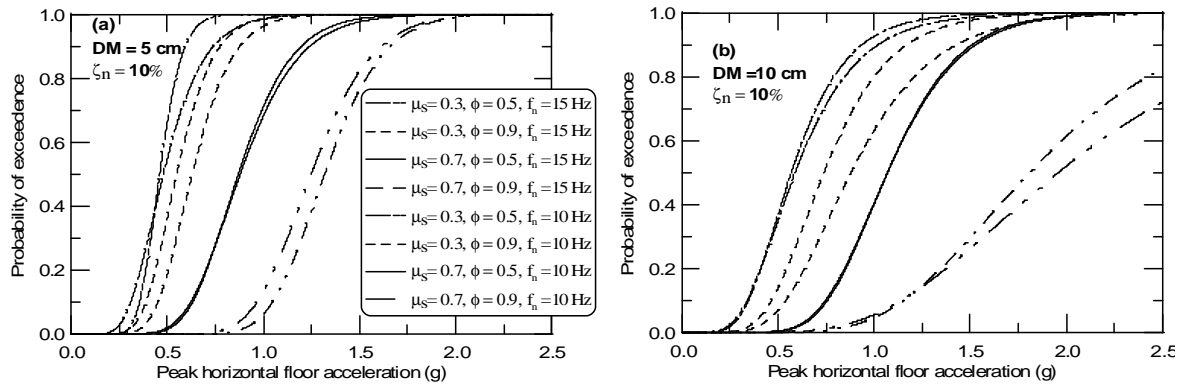 (a)
DM = 5 cm
ζn = 10%
Probability of exceedence
1.0
0.8
0.6
0.4
0.2
0.0
0.0 0.5 1.0 1.5 2.0 2.5
Peak horizontal floor acceleration (g)
μS= 0.3, ϕ = 0.5, fn = 15 Hz
μS= 0.3, ϕ = 0.9, fn = 15 Hz
μS= 0.7, ϕ = 0.5, fn = 15 Hz
μS= 0.7, ϕ = 0.9, fn = 15 Hz
μS= 0.3, ϕ = 0.5, fn = 10 Hz
μS= 0.3, ϕ = 0.9, fn = 10 Hz
μS= 0.7, ϕ = 0.5, fn = 10 Hz
μS= 0.7, ϕ = 0.9, fn = 10 Hz
(b)
DM =10 cm
ζn = 10%
Probability of exceedence
1.0
0.8
0.6
0.4
0.2
0.0
0.0 0.5 1.0 1.5 2.0 2.5
Peak horizontal floor acceleration (g)